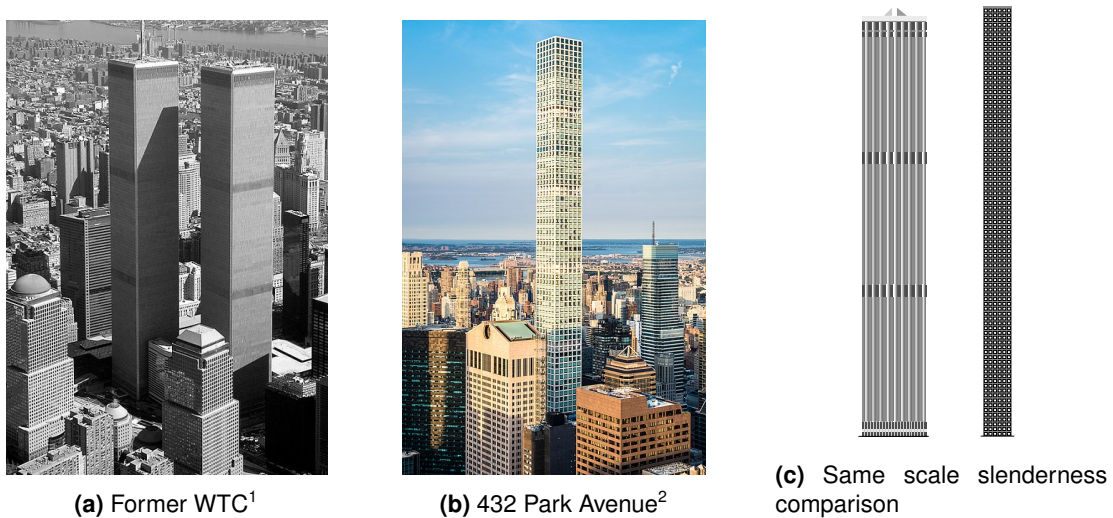 (a) Former WTC1
(b) 432 Park Avenue2
(c) Same scale slenderness
comparison